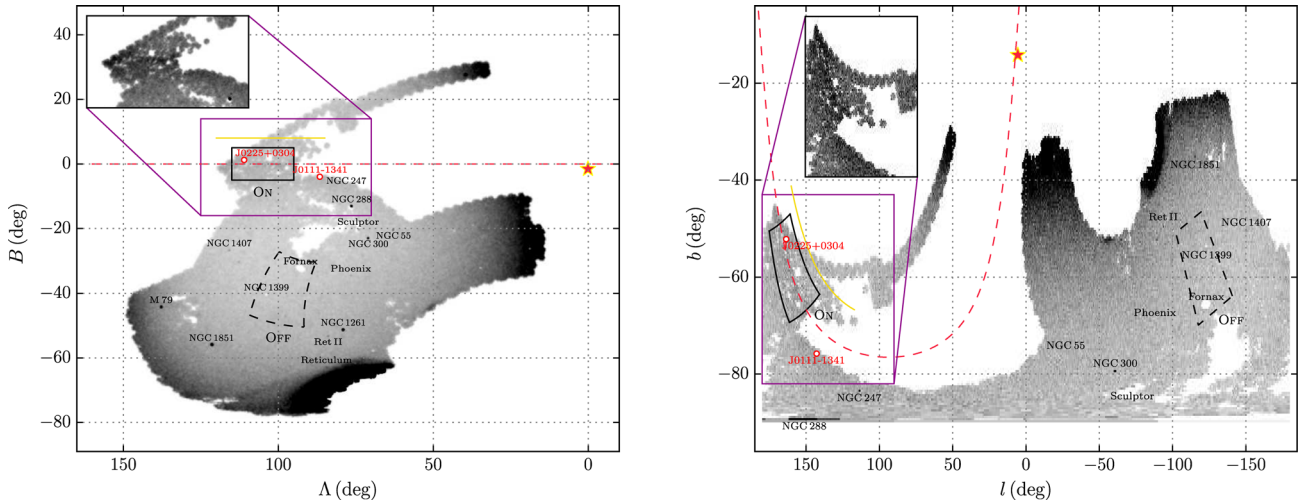 40
20
0
−20
−40
−60
−80
B (deg)
J0225+0304
J0111-1341
NGC 247
ON
NGC 288
Sculptor
NGC 55
NGC 300
NGC 1407
Fornax
Phoenix
NGC 1399
M 79
NGC 1261
OFF
NGC 1851
Ret II
Reticulum
150
100
50
0
Λ (deg)
−20
−40
−60
−80
b (deg)
NGC 1851
Ret II
NGC 1407
J0225+0304
NGC 1399
Fornax
ON
Phoenix
OFF
J0111-1341
NGC 55
NGC 300
NGC 247
Sculptor
NGC 288
150
100
50
0
−50
−100
−150
l (deg)